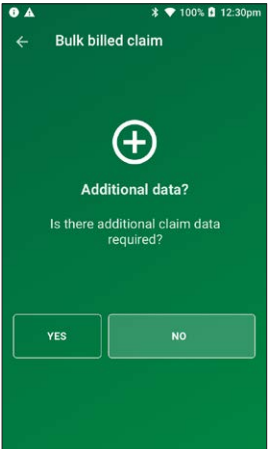 100% 12:30pm
Bulk billed claim
Additional data?
Is there additional claim data
required?
YES NO